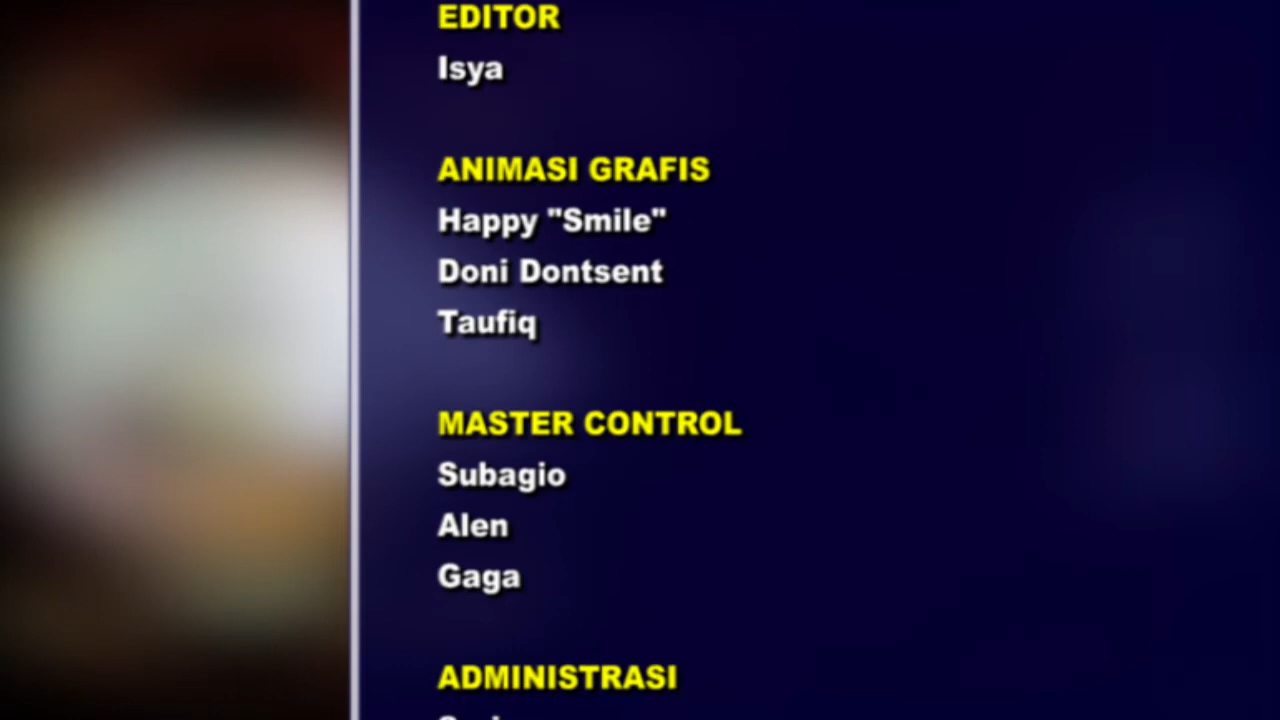 EDITOR
Isya
ANIMASI GRAFIS
Happy "Smile"
Doni Dontsent
Taufiq
MASTER CONTROL
Subagio
Alen
Gaga
ADMINISTRASI